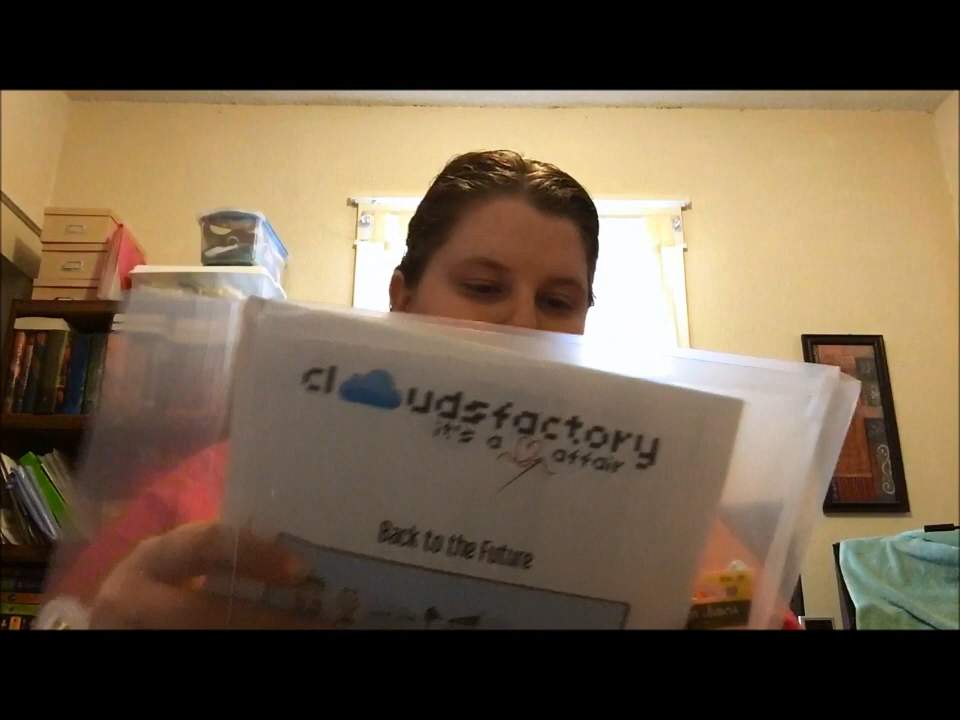 cloudsfactory
it's a affair
Back to the Future